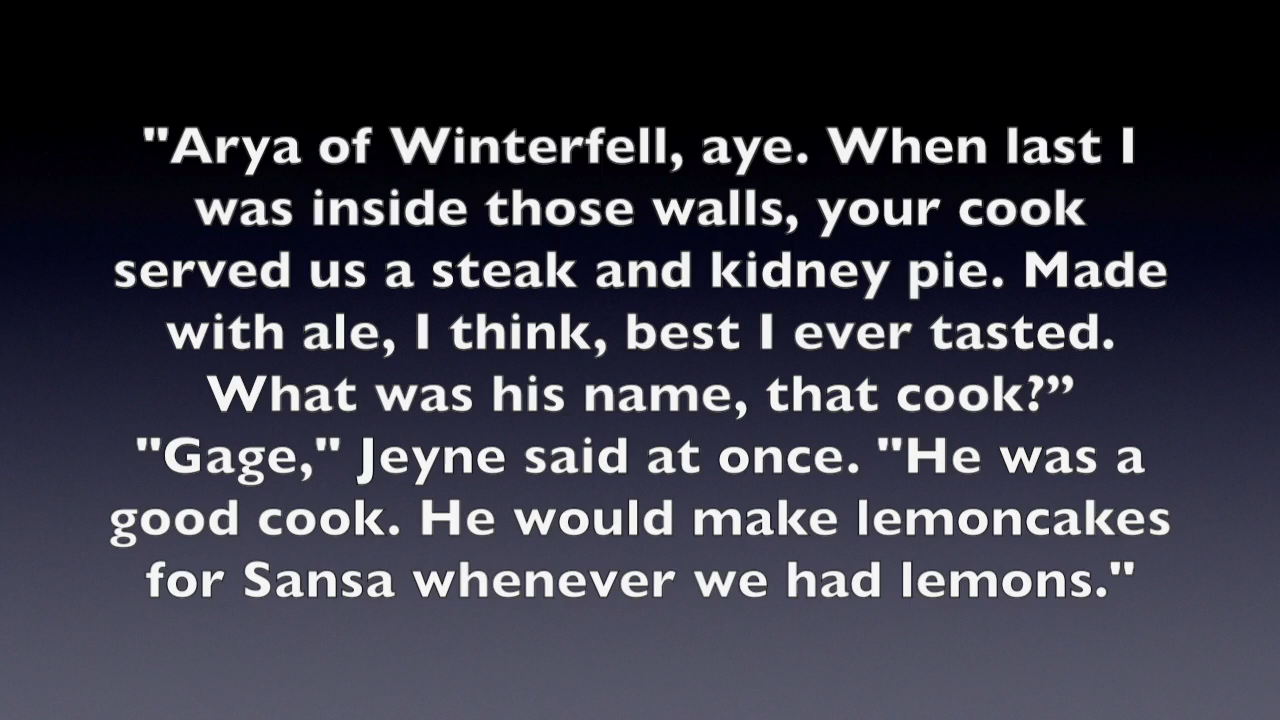 "Arya of Winterfell, aye. When last I
was inside those walls, your cook
served us a steak and kidney pie. Made
with ale, I think, best I ever tasted.
What was his name, that cook?”
"Gage," Jeyne said at once. "He was a
good cook. He would make lemoncakes
for Sansa whenever we had lemons."